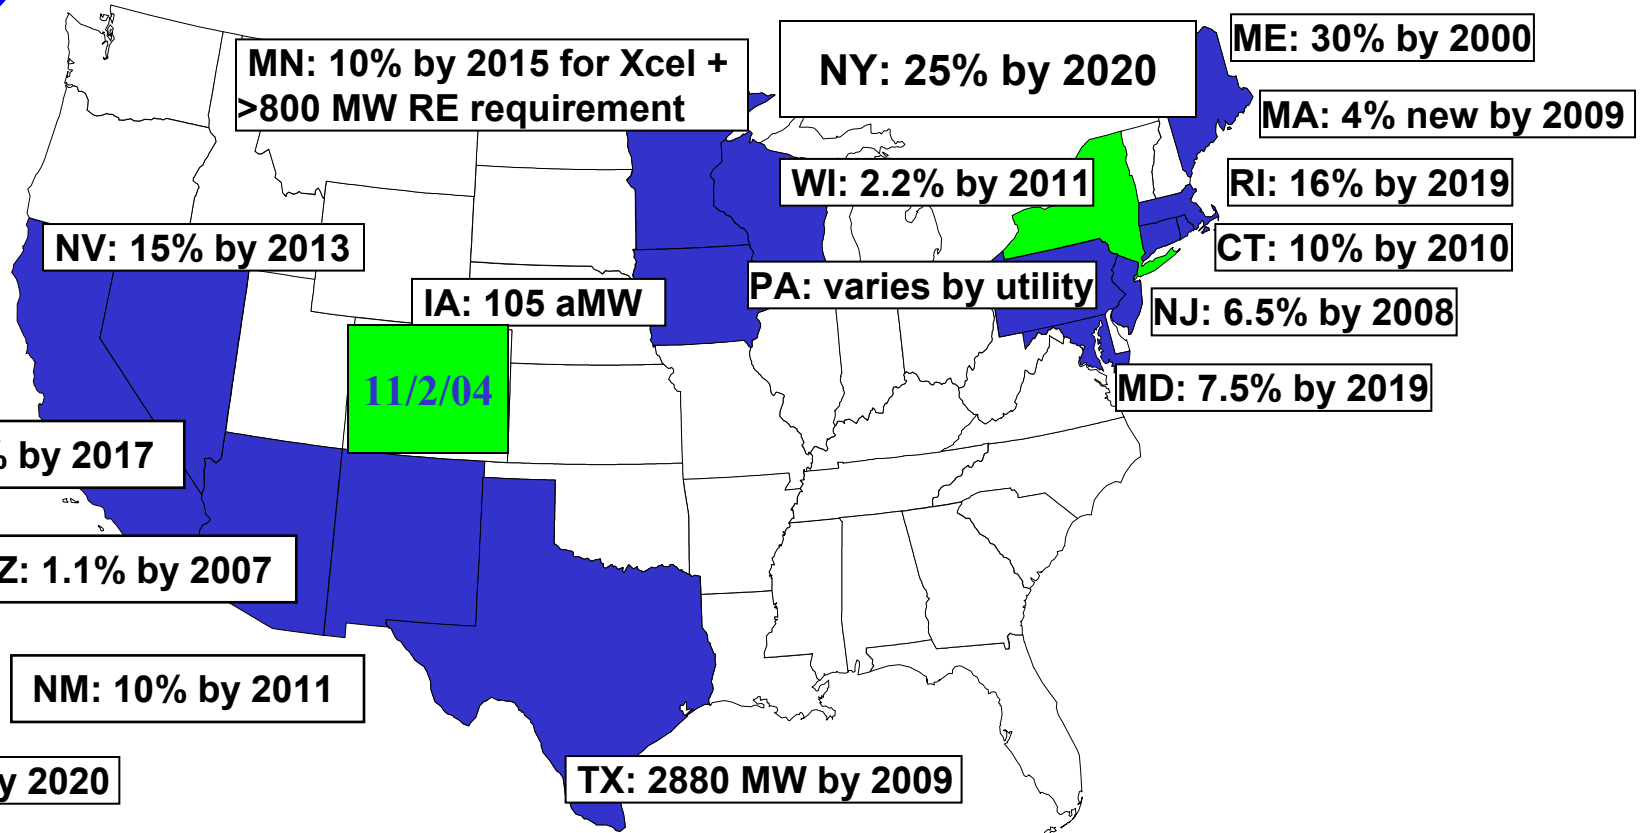 MN: 10% by 2015 for Xcel +
>800 MW RE requirement
NY: 25% by 2020
ME: 30% by 2000
MA: 4% new by 2009
WI: 2.2% by 2011
RI: 16% by 2019
NV: 15% by 2013
CT: 10% by 2010
IA: 105 aMW
PA: varies by utility
NJ: 6.5% by 2008
11/2/04
MD: 7.5% by 2019
% by 2017
Z: 1.1% by 2007
NM: 10% by 2011
y 2020
TX: 2880 MW by 2009